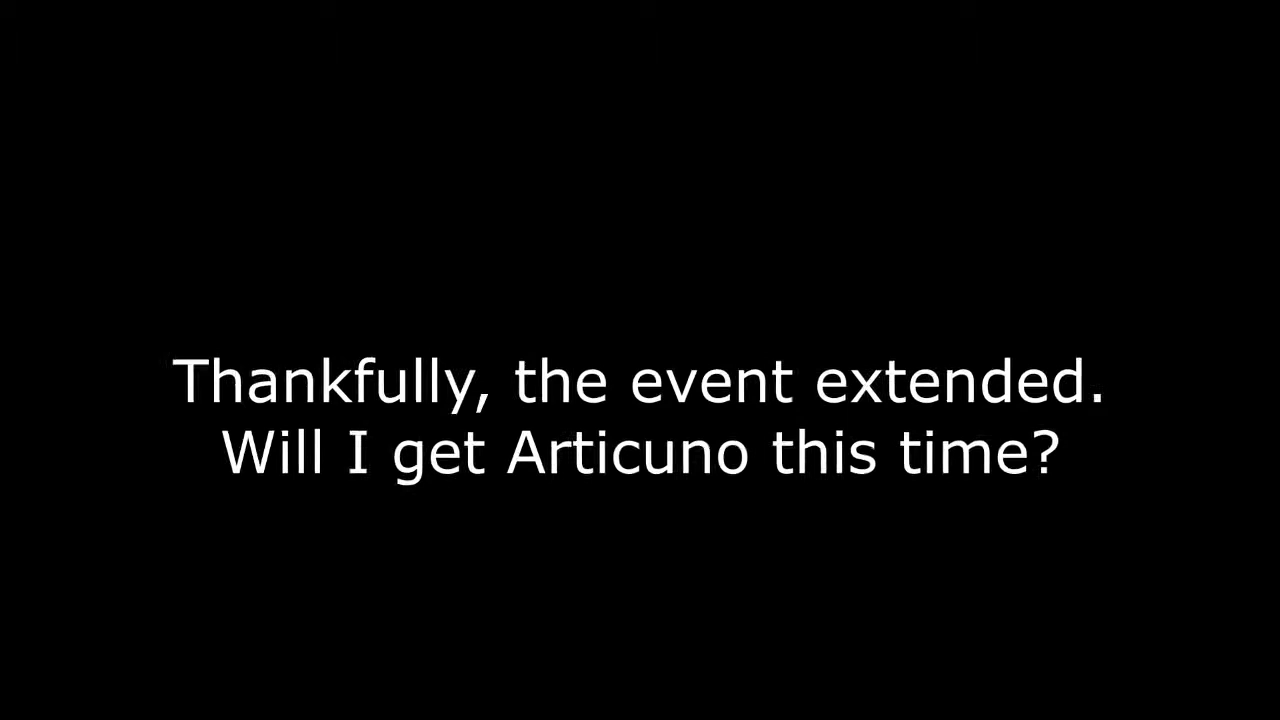 Thankfully, the event extended.
Will I get Articuno this time?